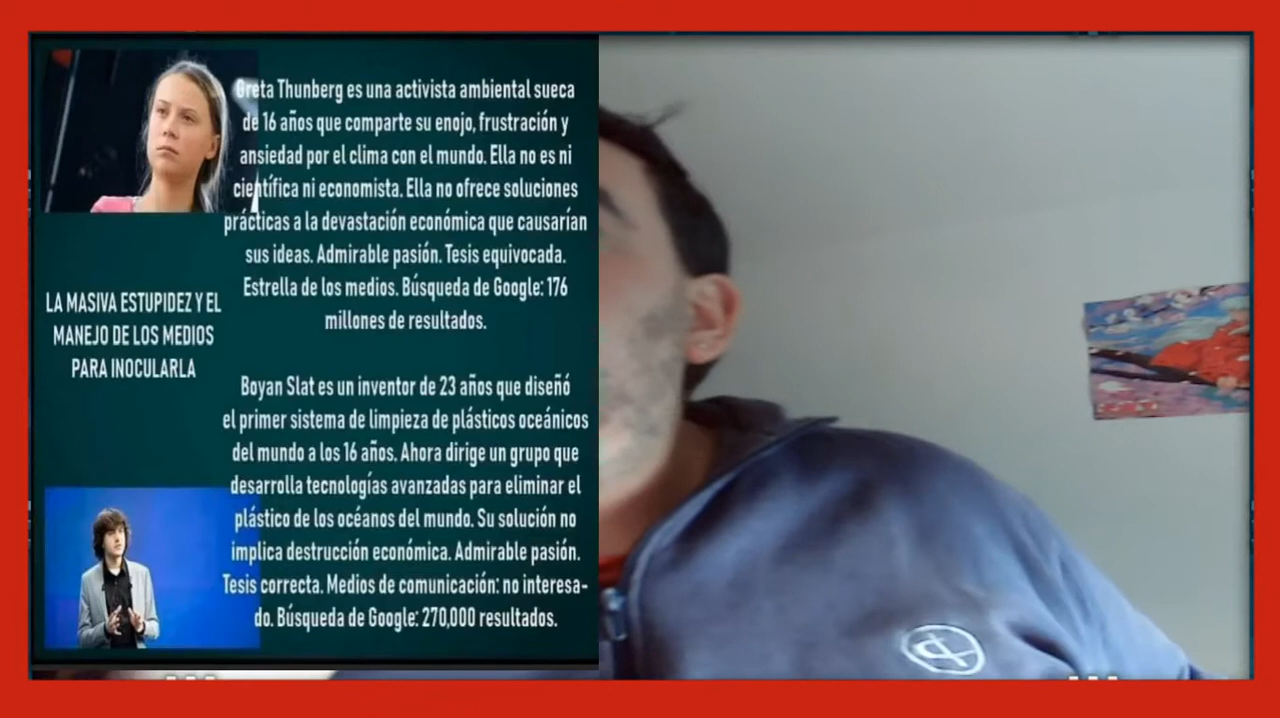 Greta Thunberg es una activista ambiental sueca
de 16 años que comparte su enojo, frustración y
ansiedad por el clima con el mundo. Ella no es ni
científica ni economista. Ella no ofrece soluciones
prácticas a la devastación económica que causarían
sus ideas. Admirable pasión. Tesis equivocada.
Estrella de los medios. Búsqueda de Google: 176
millones de resultados.
LA MASIVA ESTUPIDEZ Y EL
MANEJO DE LOS MEDIOS
PARA INOCULARLA
Boyan Slat es un inventor de 23 años que diseñó
el primer sistema de limpieza de plásticos oceánicos
del mundo a los 16 años. Ahora dirige un grupo que
desarrolla tecnologías avanzadas para eliminar el
plástico de los océanos del mundo. Su solución no
implica destrucción económica. Admirable pasión.
Tesis correcta. Medios de comunicación: no interesa-
do. Búsqueda de Google: 270,000 resultados.